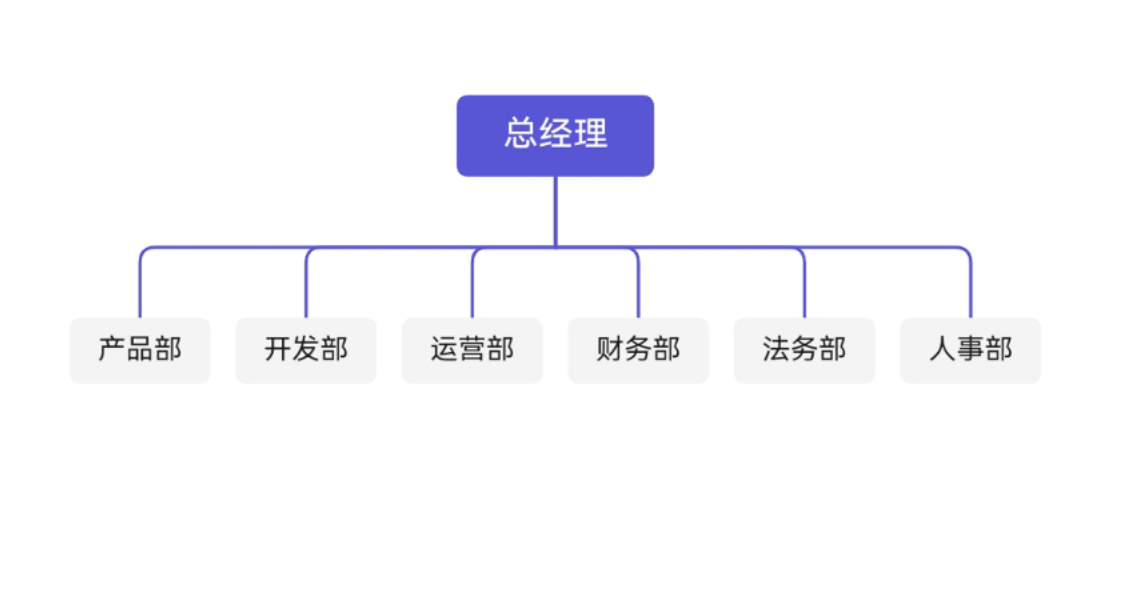 总经理
产品部
开发部
运营部
财务部
法务部
人事部